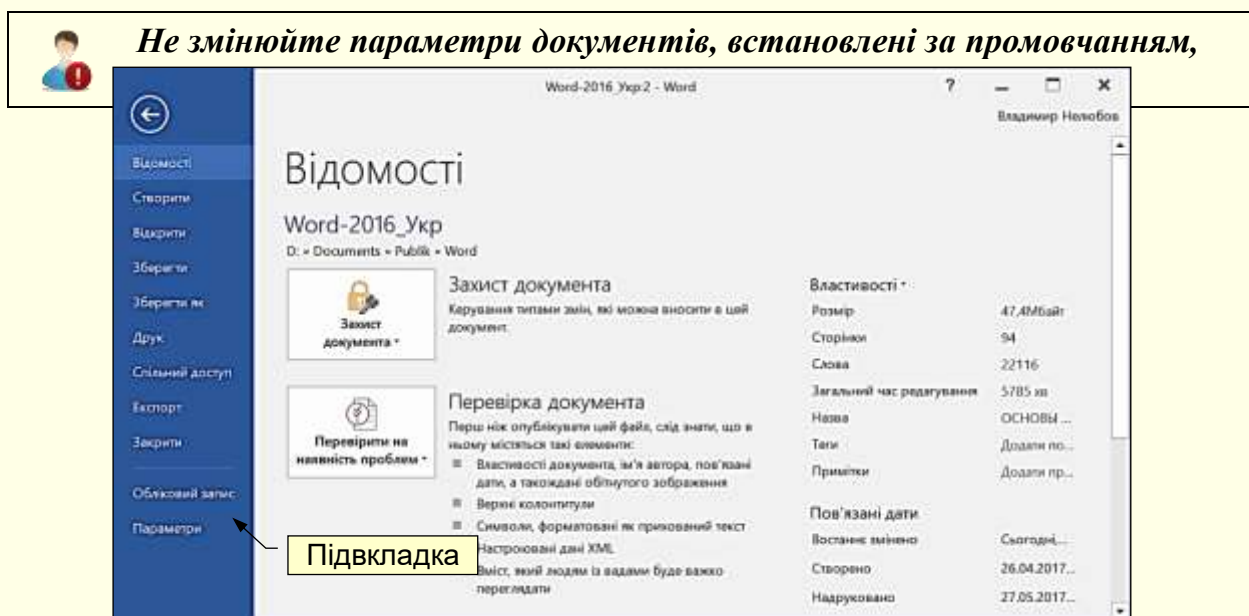 Не змінюйте параметри документів, встановлені за промовчанням,
Word-2016_Укр2 - Word
?
Владимир Нелюбов
Відомості
Створити
Відкрити
Зберегти
Зберегти як
Друк
Спільний доступ
Експорт
Закрити
Обліковий запис
Параметри
Відомості
Word-2016_Укр
D: » Documents » Publik » Word
Захист
документа
Захист документа
Керування типами змін, які можна вносити в цей
документ.
Перевірити на
наявність проблем
Перевірка документа
Перш ніж опублікувати цей файл, слід знати, що в
ньому містяться такі елементи:
Властивості документа, ім'я автора, пов'язані
дати, а такождані обітнутого зображення
Верхні колонтитули
Символи, форматовані як прихований текст
Настроювані дані XML
Вміст, який людям із вадами буде важко
переглядати
Підвкладка
Властивості
Розмір 47,4Мбайт
Сторінки 94
Слова 22116
Загальний час редагування 5785 хв
Назва ОСНОВЫ ...
Теги Додати по...
Примітки Додати пр...
Пов'язані дати
Востаннє змінено Сьогодні,...
Створено 26.04.2017...
Надруковано 27.05.2017...